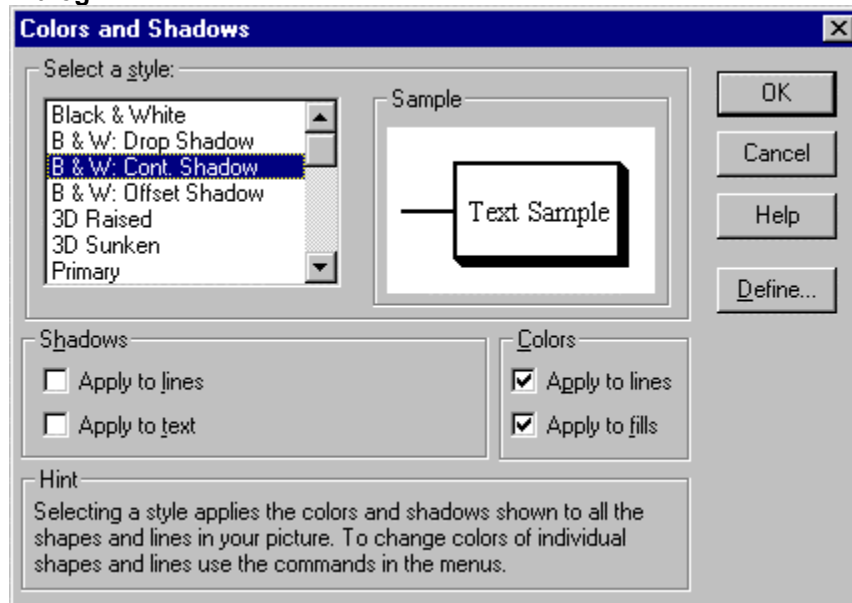 Colors and Shadows
Select a style:
Black & White
B & W: Drop Shadow
B & W: Cont. Shadow
B & W: Offset Shadow
3D Raised
3D Sunken
Primary
Sample
Text Sample
OK
Cancel
Help
Define...
Shadows
Apply to lines
Apply to text
Colors
Apply to lines
Apply to fills
Hint
Selecting a style applies the colors and shadows shown to all the
shapes and lines in your picture. To change colors of individual
shapes and lines use the commands in the menus.